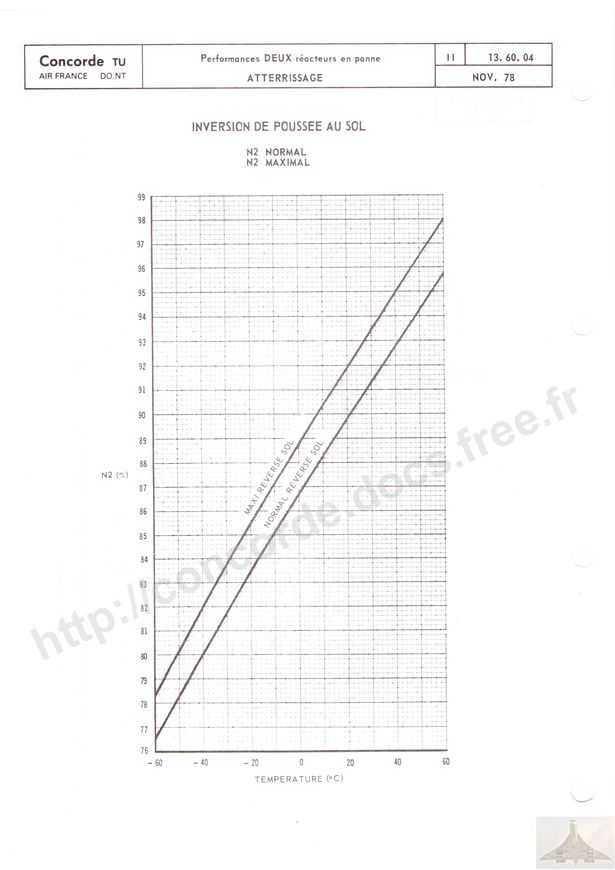 Concorde TU
AIR FRANCE DO.NT
Performances DEUX réacteurs en panne
ATTERRISSAGE
11
13. 60. 04
NOV. 78
INVERSION DE POUSSEE AU SOL
N2 NORMAL
N2 MAXIMAL
99
98
97
96
95
94
93
92
91
90
89
88
N2 (%)
87
86
85
84
83
82
81
80
79
78
77
76
MAXI REVERSE SOL
NORMAL REVERSE SOL
- 60 - 40 - 20 0 20 40 60
TEMPERATURE (°C)
http://concorde.docs.free.fr